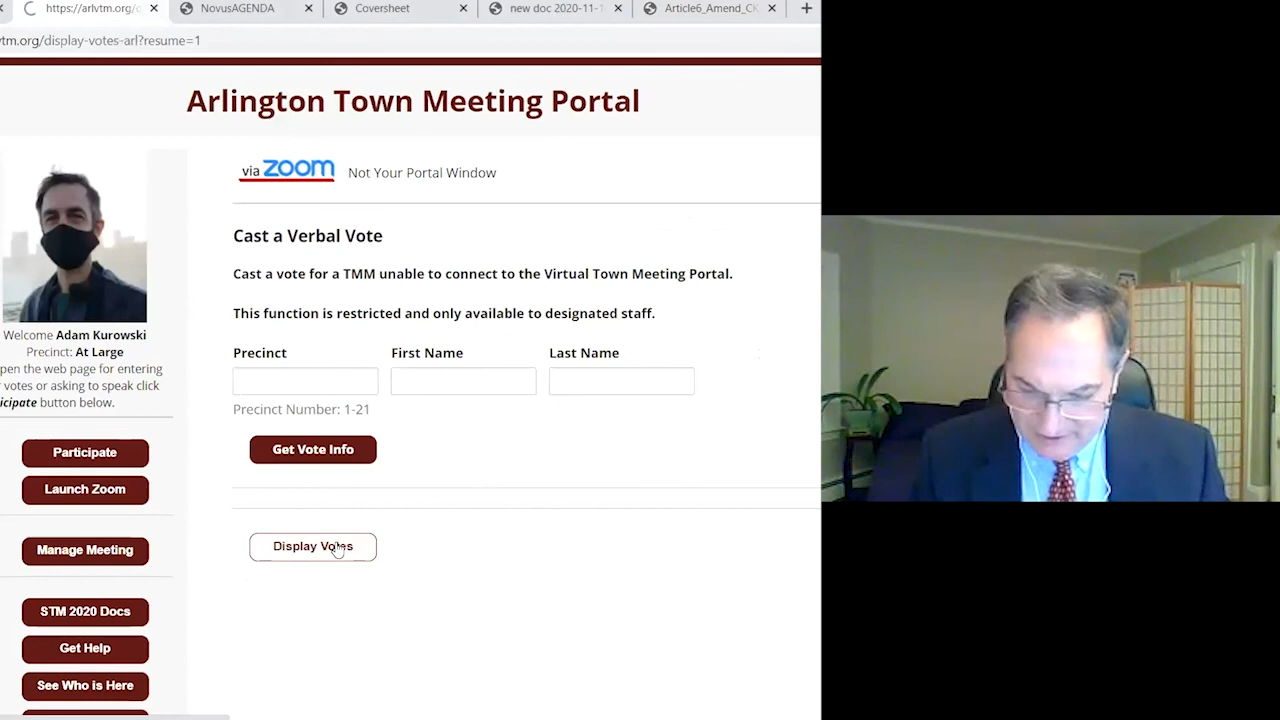 https://arlvtm.org/
NovusAGENDA
Coversheet
new doc 2020-11-1
Article6_Amend_CK
tm.org/display-votes-arl?resume=1
Arlington Town Meeting Portal
via zoom Not Your Portal Window
Cast a Verbal Vote
Cast a vote for a TMM unable to connect to the Virtual Town Meeting Portal.
This function is restricted and only available to designated staff.
Precinct First Name Last Name
Precinct Number: 1-21
Get Vote Info
Display Votes
Welcome Adam Kurowski
Precinct: At Large
pen the web page for entering
votes or asking to speak click
icipate button below.
Participate
Launch Zoom
Manage Meeting
STM 2020 Docs
Get Help
See Who is Here